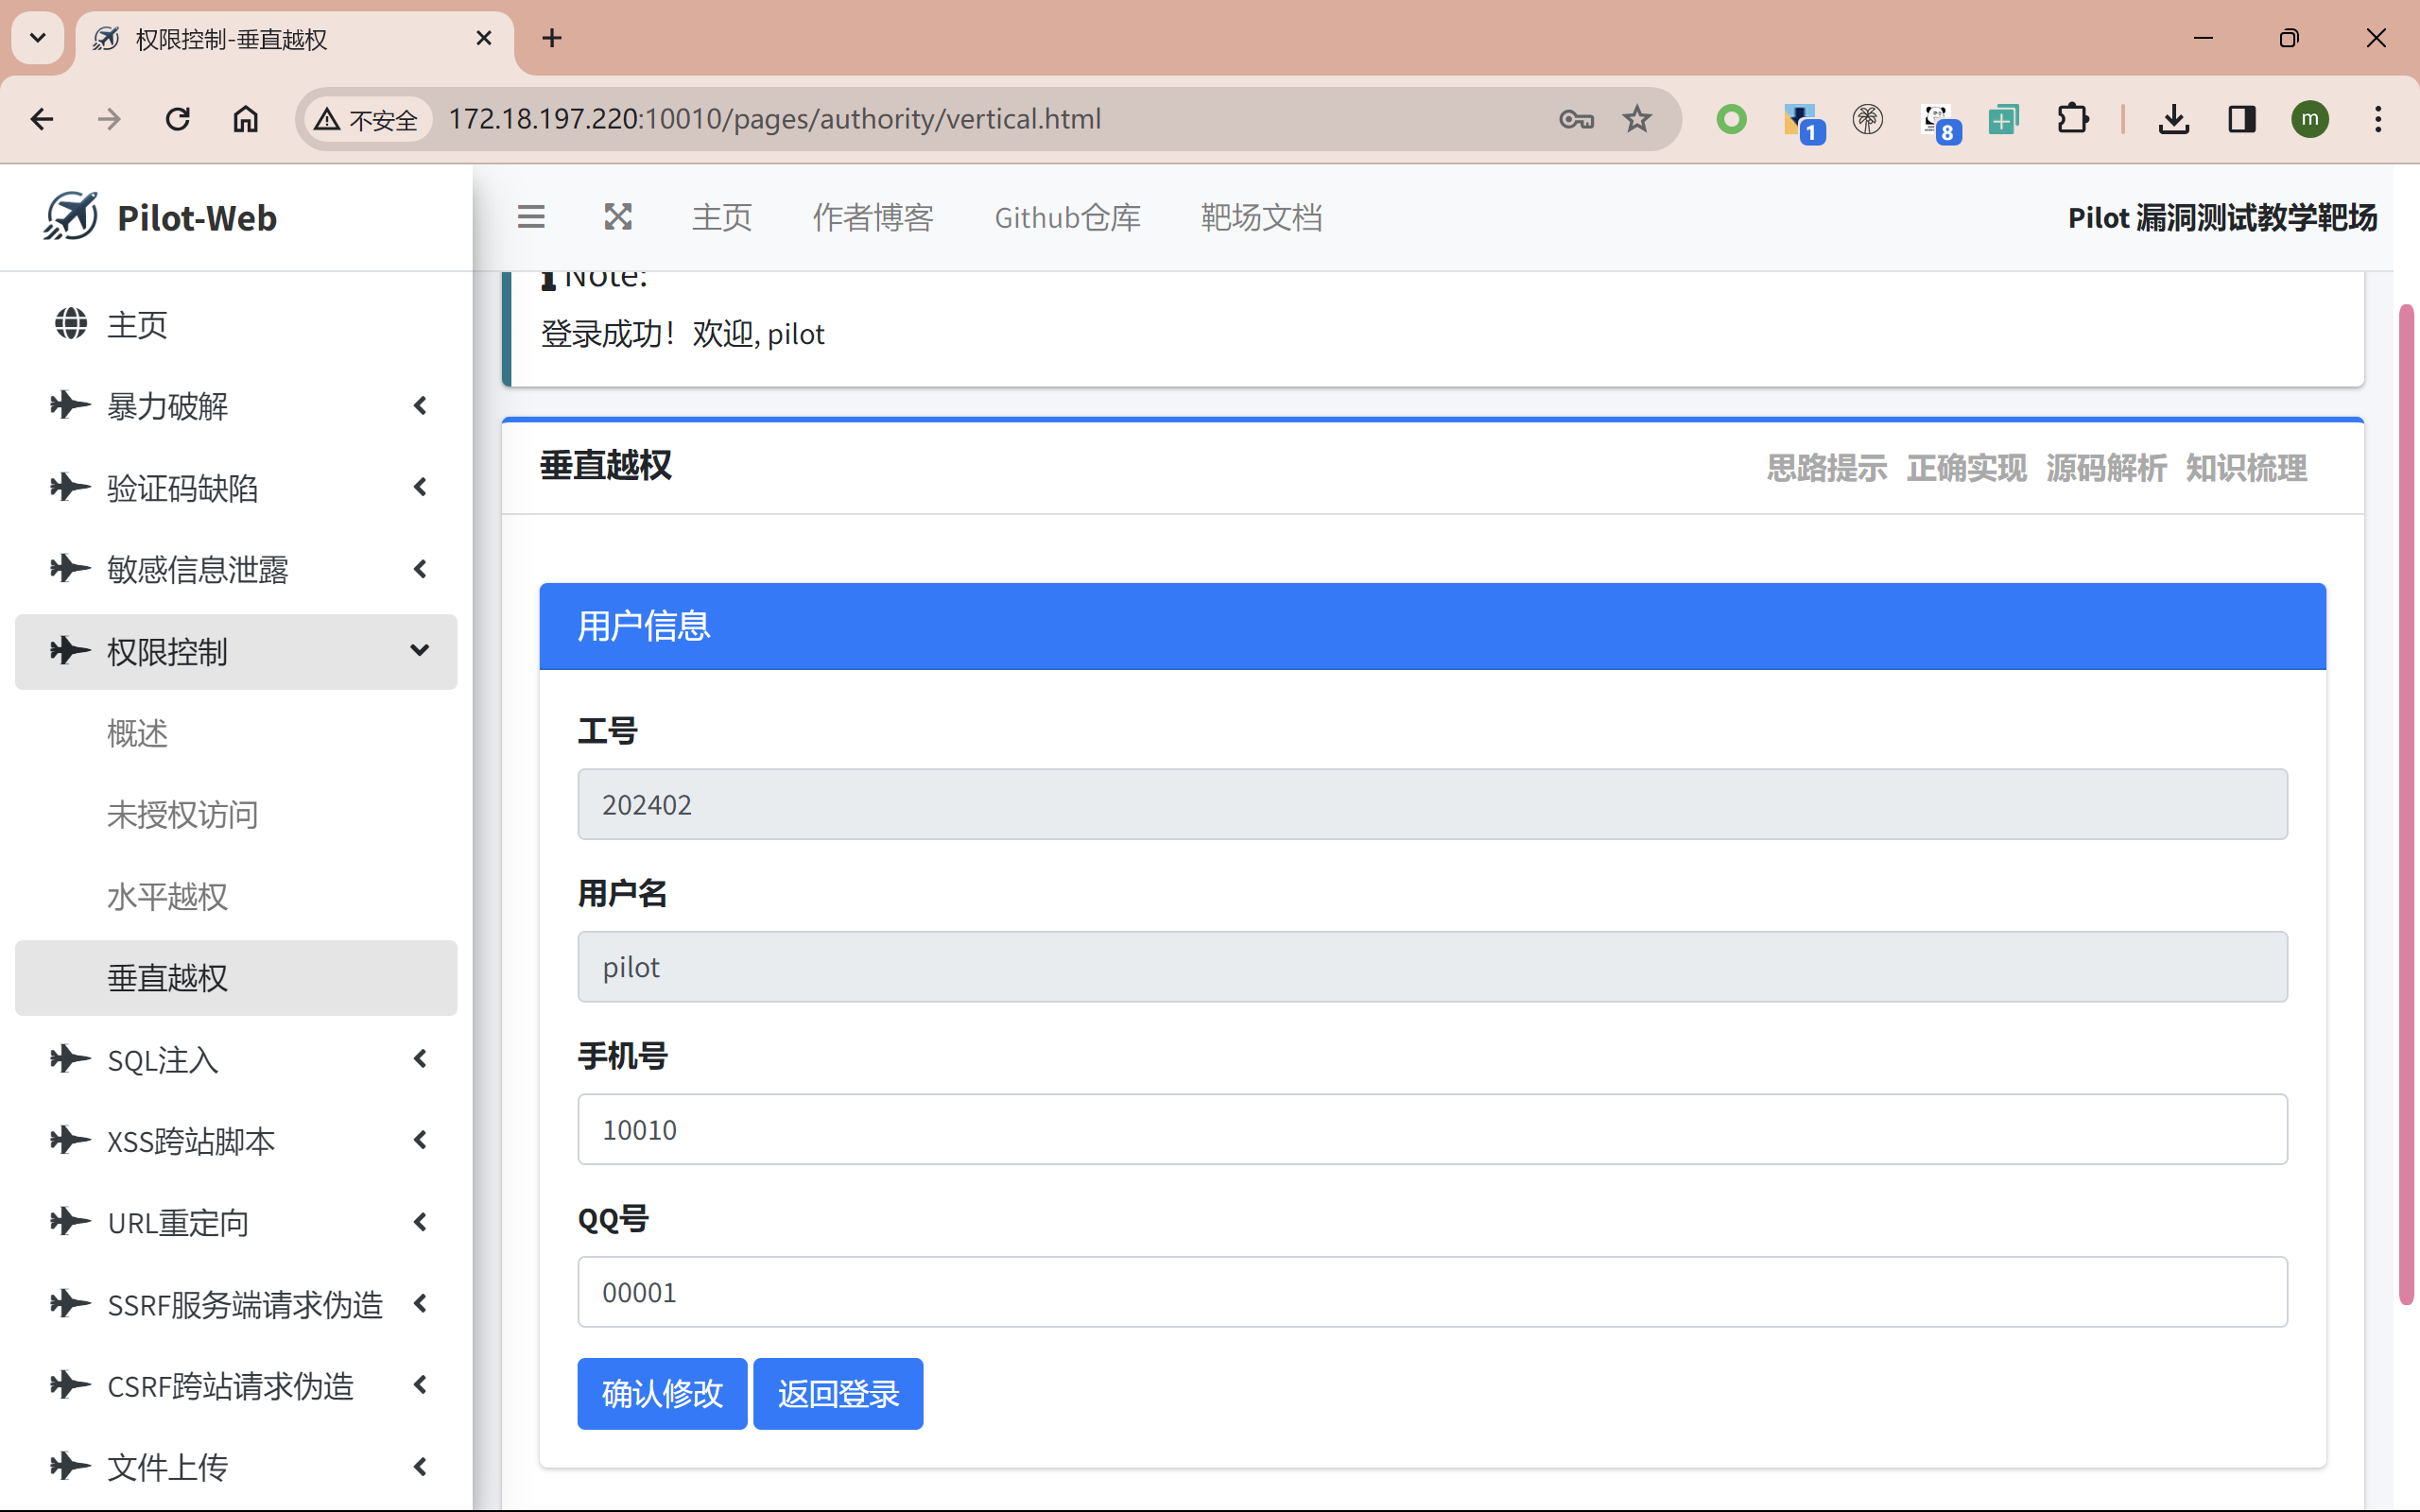 权限控制-垂直越权
不安全 172.18.197.220:10010/pages/authority/vertical.html
1
8
m
Pilot-Web
主页 作者博客 Github仓库 靶场文档
Pilot 漏洞测试教学靶场
主页
暴力破解
验证码缺陷
敏感信息泄露
权限控制
概述
未授权访问
水平越权
垂直越权
SQL注入
XSS跨站脚本
URL重定向
SSRF服务端请求伪造
CSRF跨站请求伪造
文件上传
Note:
登录成功！欢迎, pilot
垂直越权
思路提示 正确实现 源码解析 知识梳理
用户信息
工号
202402
用户名
pilot
手机号
10010
QQ号
00001
确认修改 返回登录